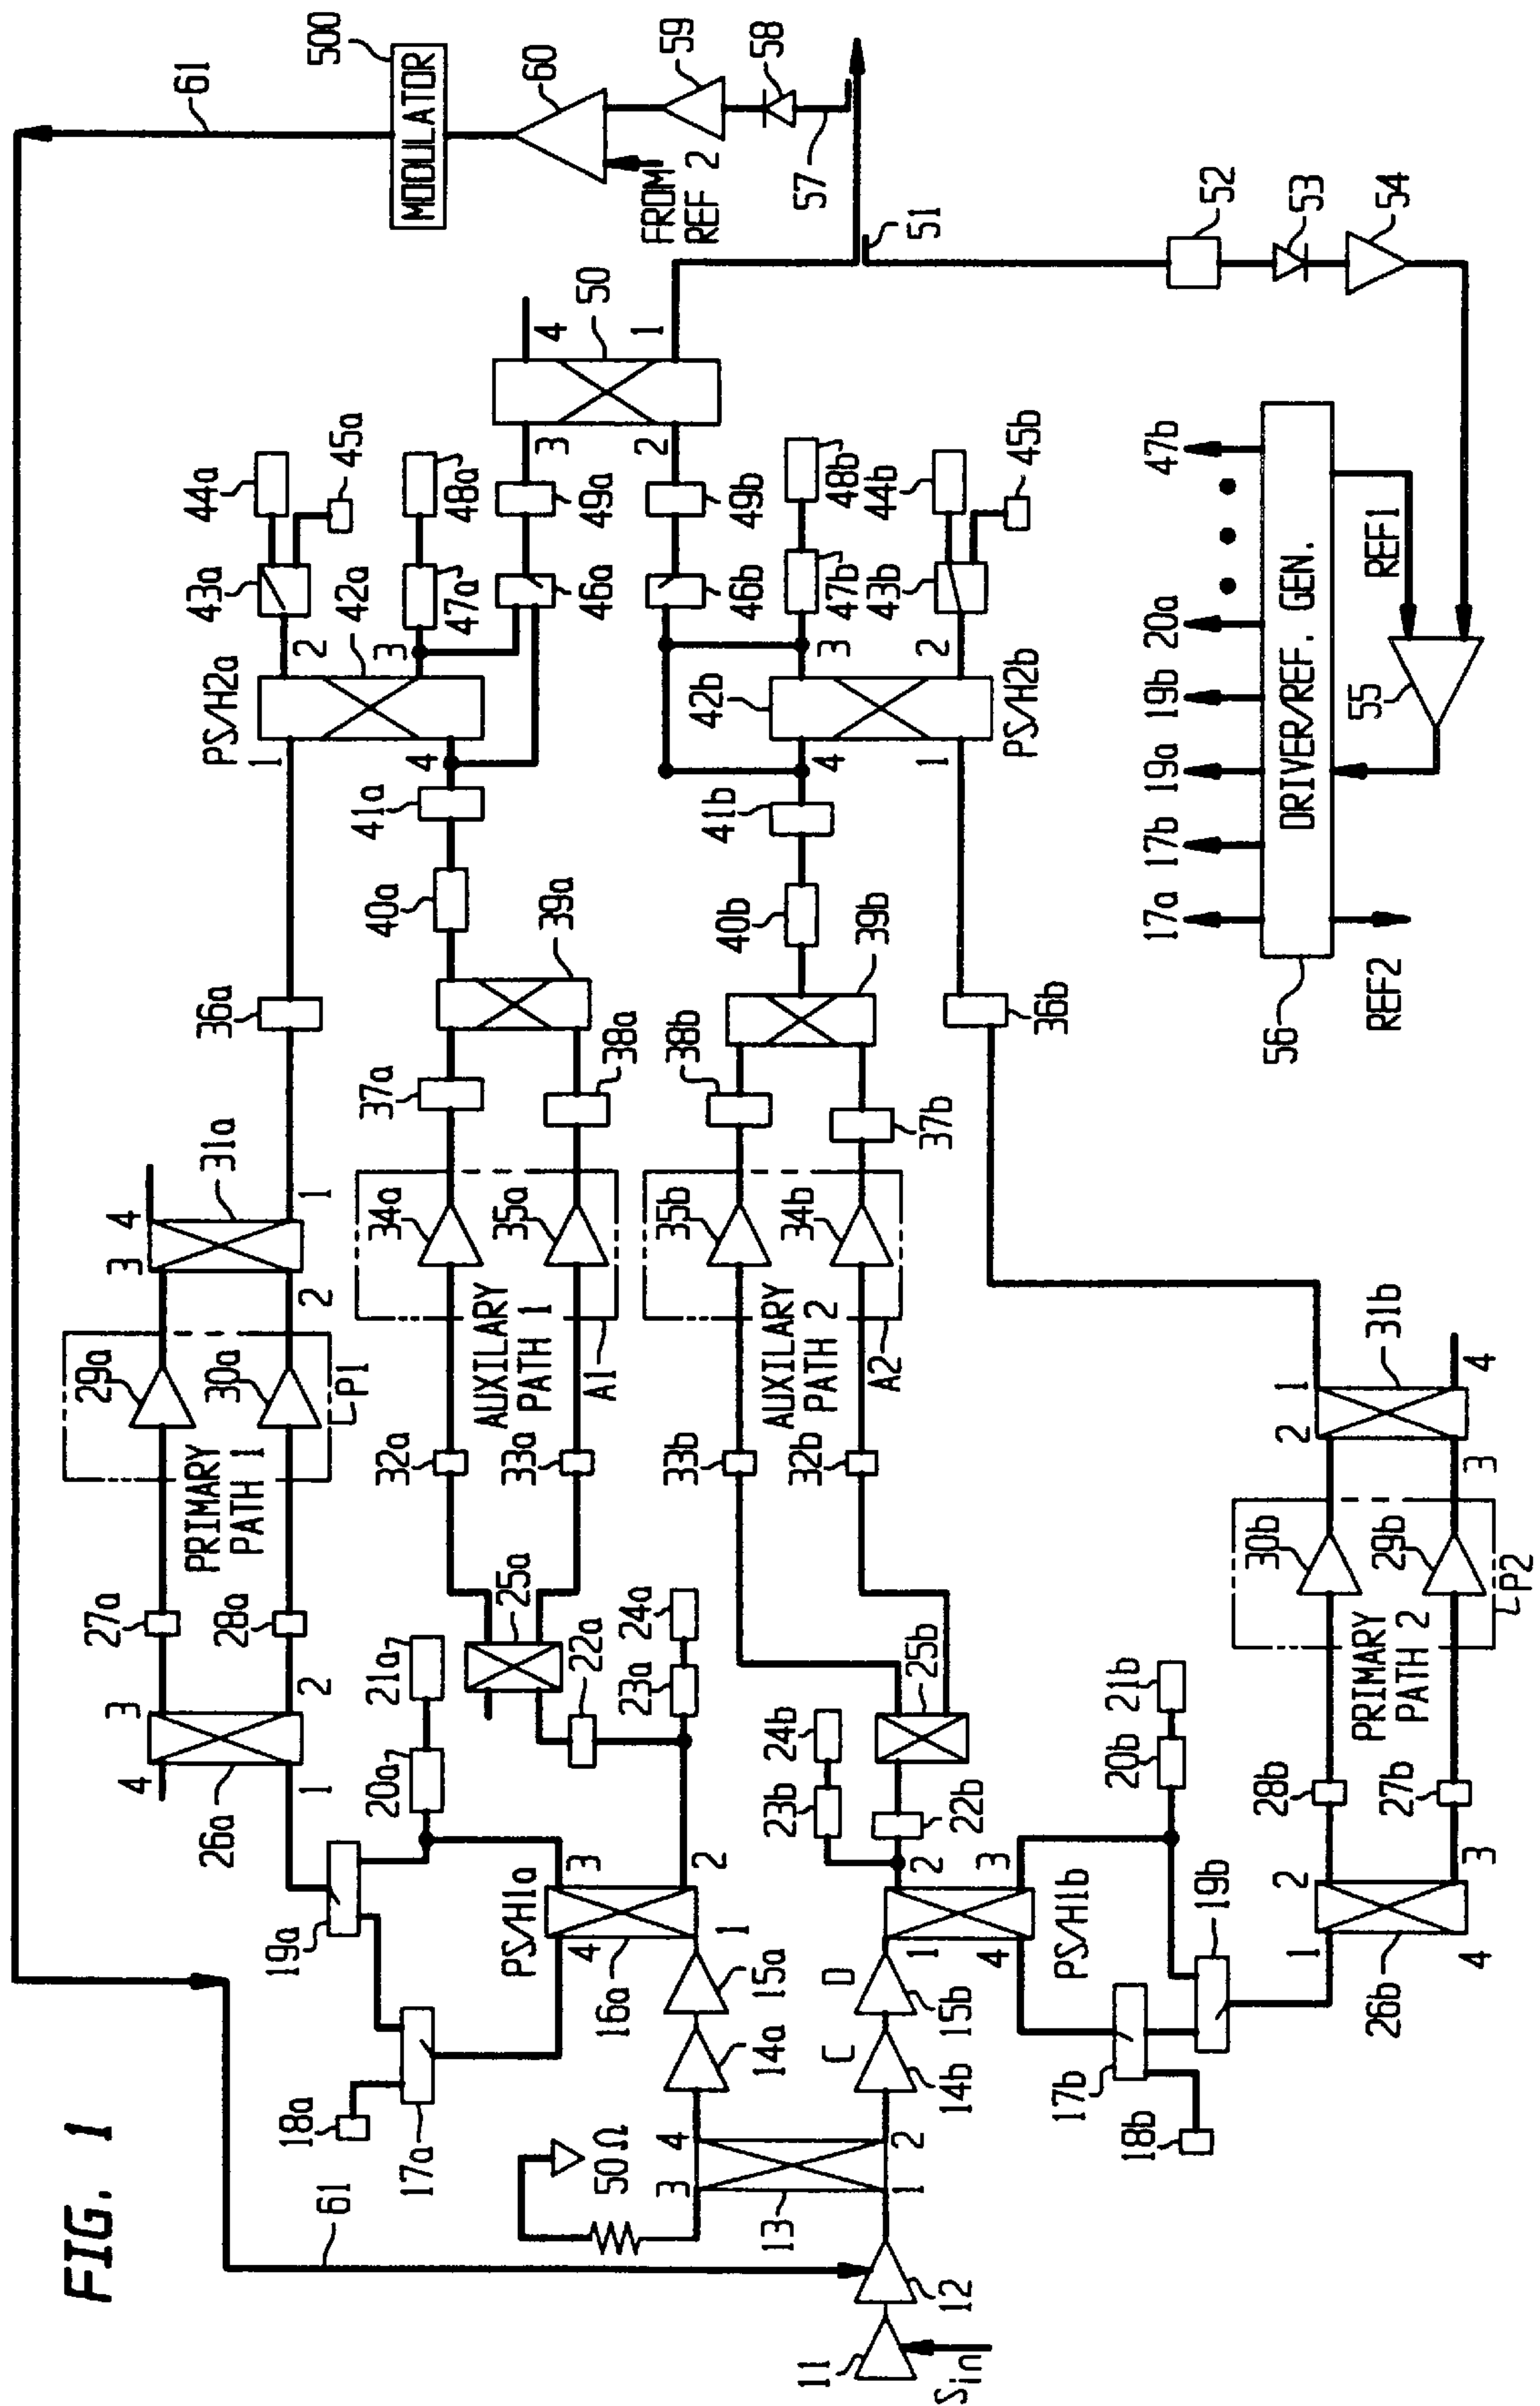 FIG. 1
61
MODULATOR
500
60
59
58
57
FROM
REF 2
61
Sin
11
12
13
1
2
3
4
50Ω
14a
15a
14b
15b
C
D
PS/H1a
16a
1
2
3
4
17a
18a
19a
20a
21a
22a
23a
24a
25a
4
3
1
2
26a
27a
28a
PRIMARY
PATH 1
29a
30a
P1
3
4
2
1
31a
32a
33a
AUXILARY
PATH 1
A1
34a
35a
36a
37a
38a
39a
40a
41a
PS/H2a
1
2
3
4
42a
43a
44a
45a
46a
47a
48a
49a
3
4
2
1
50
51
52
53
54
PS/H1b
1
2
3
4
17b
18b
19b
20b
21b
22b
23b
24b
25b
1
2
3
4
26b
27b
28b
PRIMARY
PATH 2
29b
30b
P2
2
1
3
4
31b
32b
33b
AUXILARY
PATH 2
A2
34b
35b
36b
37b
38b
39b
40b
41b
PS/H2b
4
3
1
2
42b
43b
44b
45b
46b
47b
48b
49b
17a
17b
19a
19b
20a
47b
DRIVER/REF. GEN.
56
REF2
REF1
55